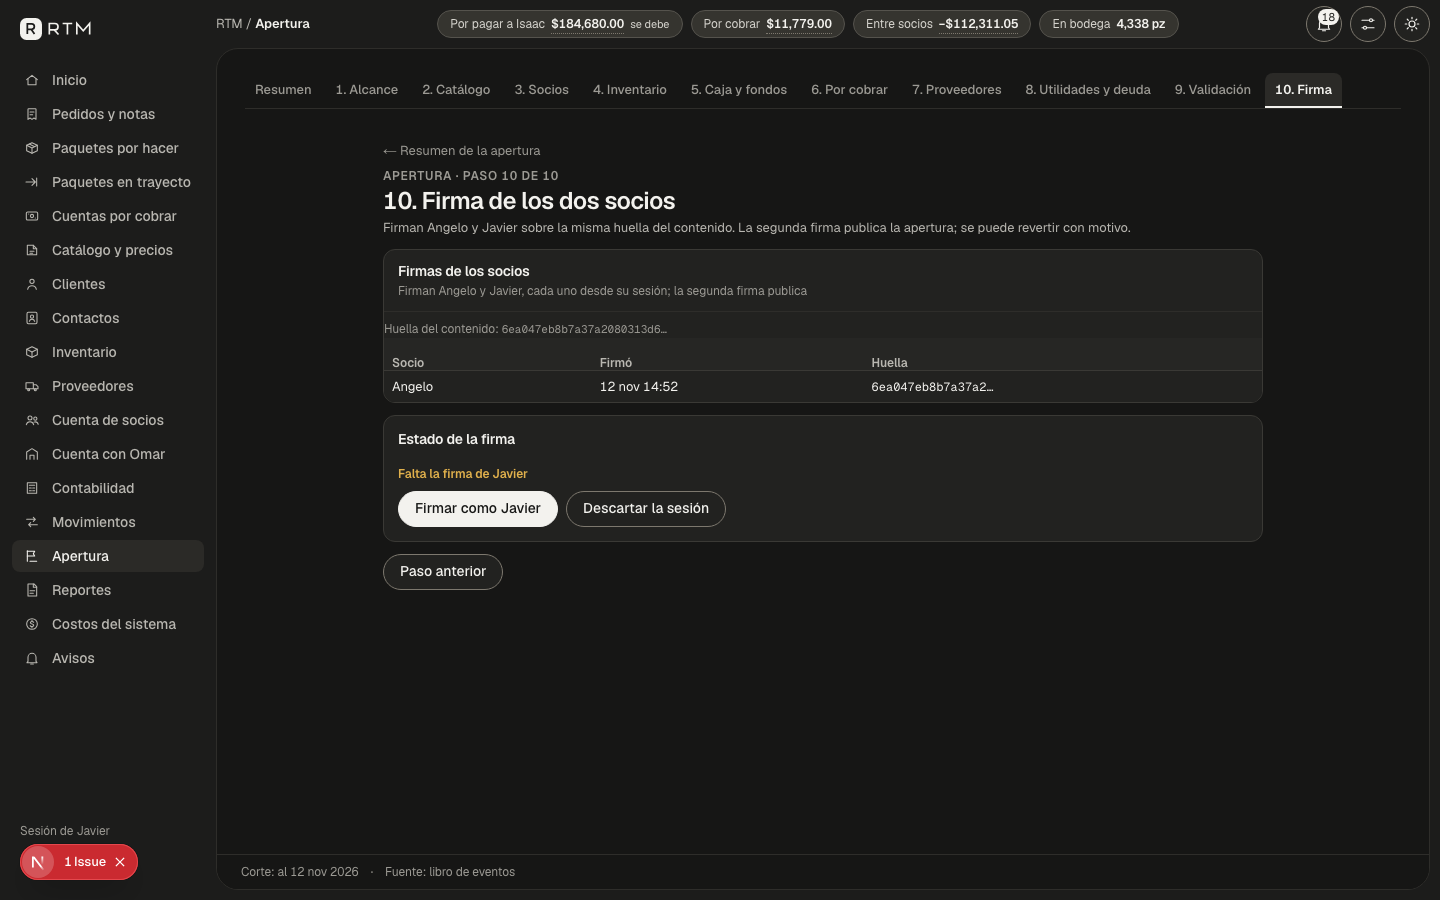 R RTM
RTM / Apertura
Por pagar a Isaac $184,680.00 se debe
Por cobrar $11,779.00
Entre socios −$112,311.05
En bodega 4,338 pz
18
Inicio
Pedidos y notas
Paquetes por hacer
Paquetes en trayecto
Cuentas por cobrar
Catálogo y precios
Clientes
Contactos
Inventario
Proveedores
Cuenta de socios
Cuenta con Omar
Contabilidad
Movimientos
Apertura
Reportes
Costos del sistema
Avisos
Sesión de Javier
N 1 Issue
Resumen 1. Alcance 2. Catálogo 3. Socios 4. Inventario 5. Caja y fondos 6. Por cobrar 7. Proveedores 8. Utilidades y deuda 9. Validación 10. Firma
← Resumen de la apertura
APERTURA · PASO 10 DE 10
10. Firma de los dos socios
Firman Angelo y Javier sobre la misma huella del contenido. La segunda firma publica la apertura; se puede revertir con motivo.
Firmas de los socios
Firman Angelo y Javier, cada uno desde su sesión; la segunda firma publica
Huella del contenido: 6ea047eb8b7a37a2080313d6…
Socio Firmó Huella
Angelo 12 nov 14:52 6ea047eb8b7a37a2…
Estado de la firma
Falta la firma de Javier
Firmar como Javier
Descartar la sesión
Paso anterior
Corte: al 12 nov 2026 · Fuente: libro de eventos